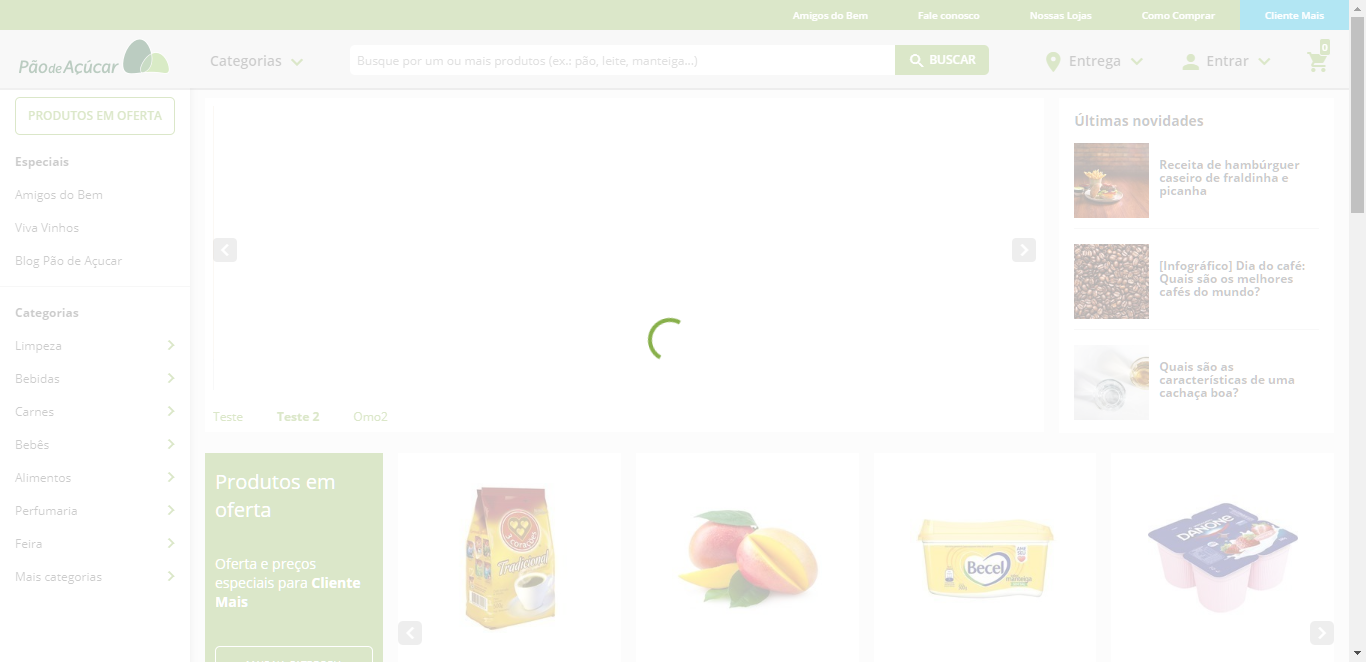 Amigos do Bem
Fale conosco
Nossas Lojas
Como Comprar
Cliente Mais
Pão de Açúcar
Categorias
Busque por um ou mais produtos (ex.: pão, leite, manteiga...)
BUSCAR
Entrega
Entrar
0
PRODUTOS EM OFERTA
Especiais
Amigos do Bem
Viva Vinhos
Blog Pão de Açucar
Categorias
Limpeza
Bebidas
Carnes
Bebês
Alimentos
Perfumaria
Feira
Mais categorias
Teste
Teste 2
Omo2
Últimas novidades
Receita de hambúrguer
caseiro de fraldinha e
picanha
[Infográfico] Dia do café:
Quais são os melhores
cafés do mundo?
Quais são as
características de uma
cachaça boa?
Produtos em
oferta
Oferta e preços
especiais para Cliente
Mais
Tradicional
Becel
DANONE